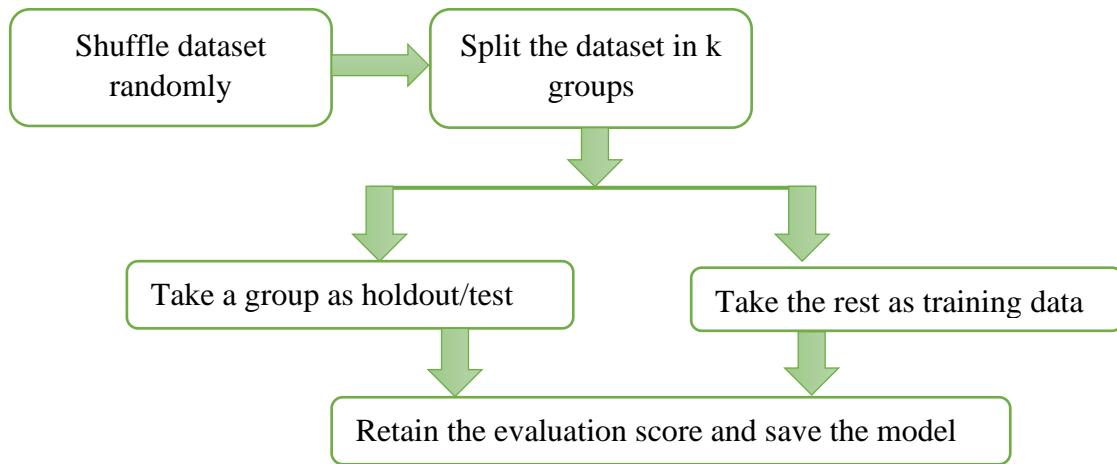 Shuffle dataset
randomly
Split the dataset in k
groups
Take a group as holdout/test
Take the rest as training data
Retain the evaluation score and save the model